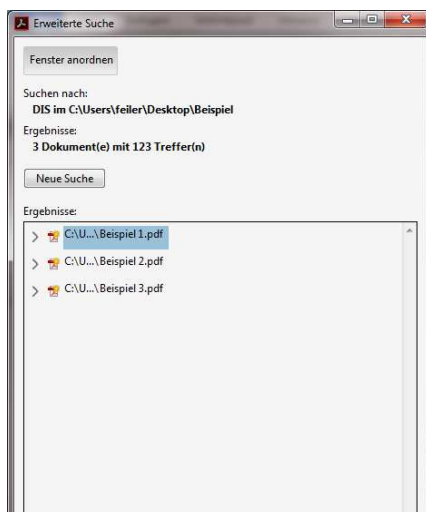 Erweiterte Suche
Fenster anordnen
Suchen nach:
DIS im C:\Users\feiler\Desktop\Beispiel
Ergebnisse:
3 Dokument(e) mit 123 Treffer(n)
Neue Suche
Ergebnisse:
C:\U...\Beispiel 1.pdf
C:\U...\Beispiel 2.pdf
C:\U...\Beispiel 3.pdf